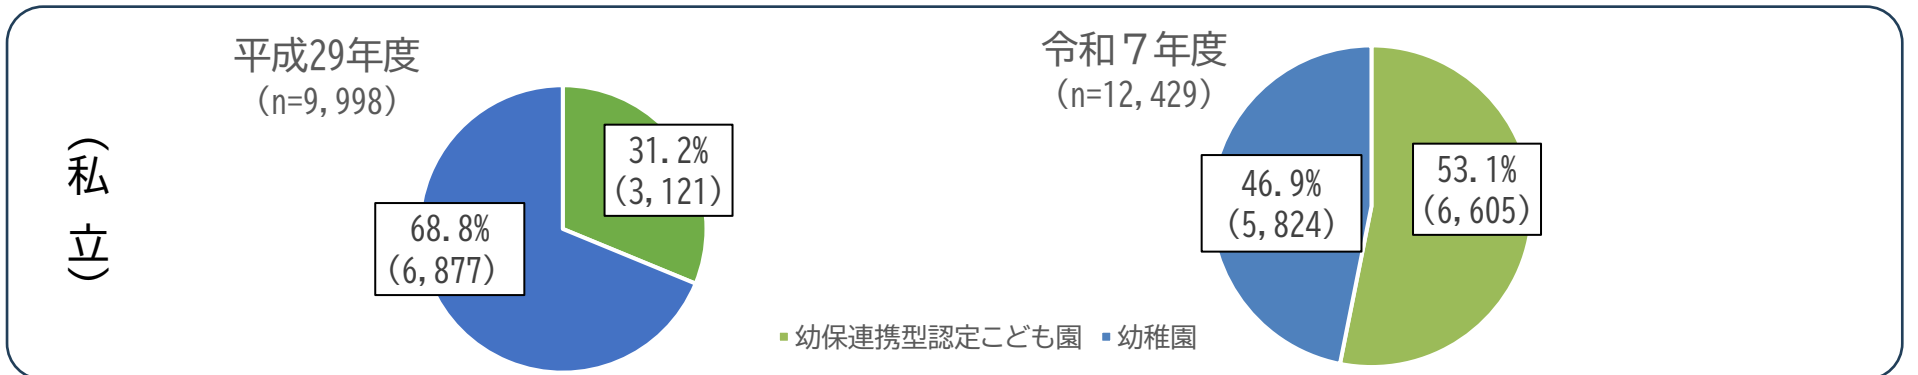 （私立）
平成29年度
（n=9,998）
31.2%
(3,121)
68.8%
(6,877)
令和７年度
（n=12,429）
46.9%
(5,824)
53.1%
(6,605)
幼保連携型認定こども園 幼稚園